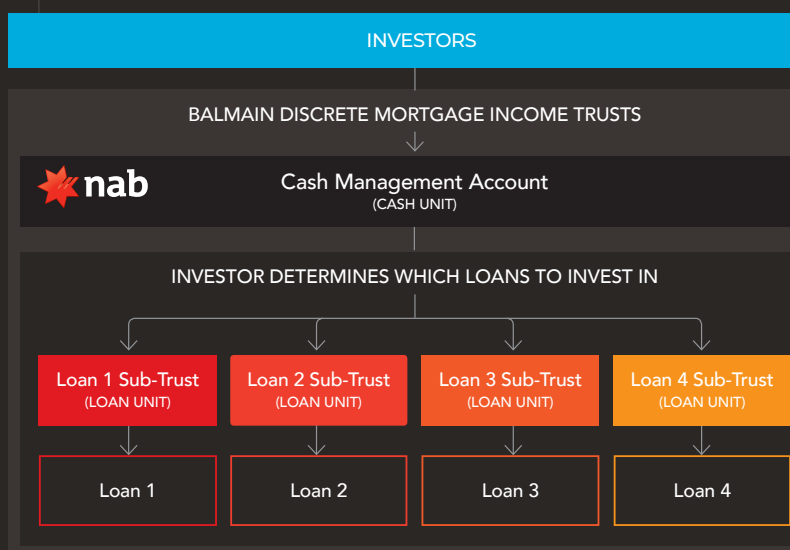 INVESTORS
BALMAIN DISCRETE MORTGAGE INCOME TRUSTS
nab
Cash Management Account
(CASH UNIT)
INVESTOR DETERMINES WHICH LOANS TO INVEST IN
Loan 1 Sub-Trust
(LOAN UNIT)
Loan 2 Sub-Trust
(LOAN UNIT)
Loan 3 Sub-Trust
(LOAN UNIT)
Loan 4 Sub-Trust
(LOAN UNIT)
Loan 1
Loan 2
Loan 3
Loan 4